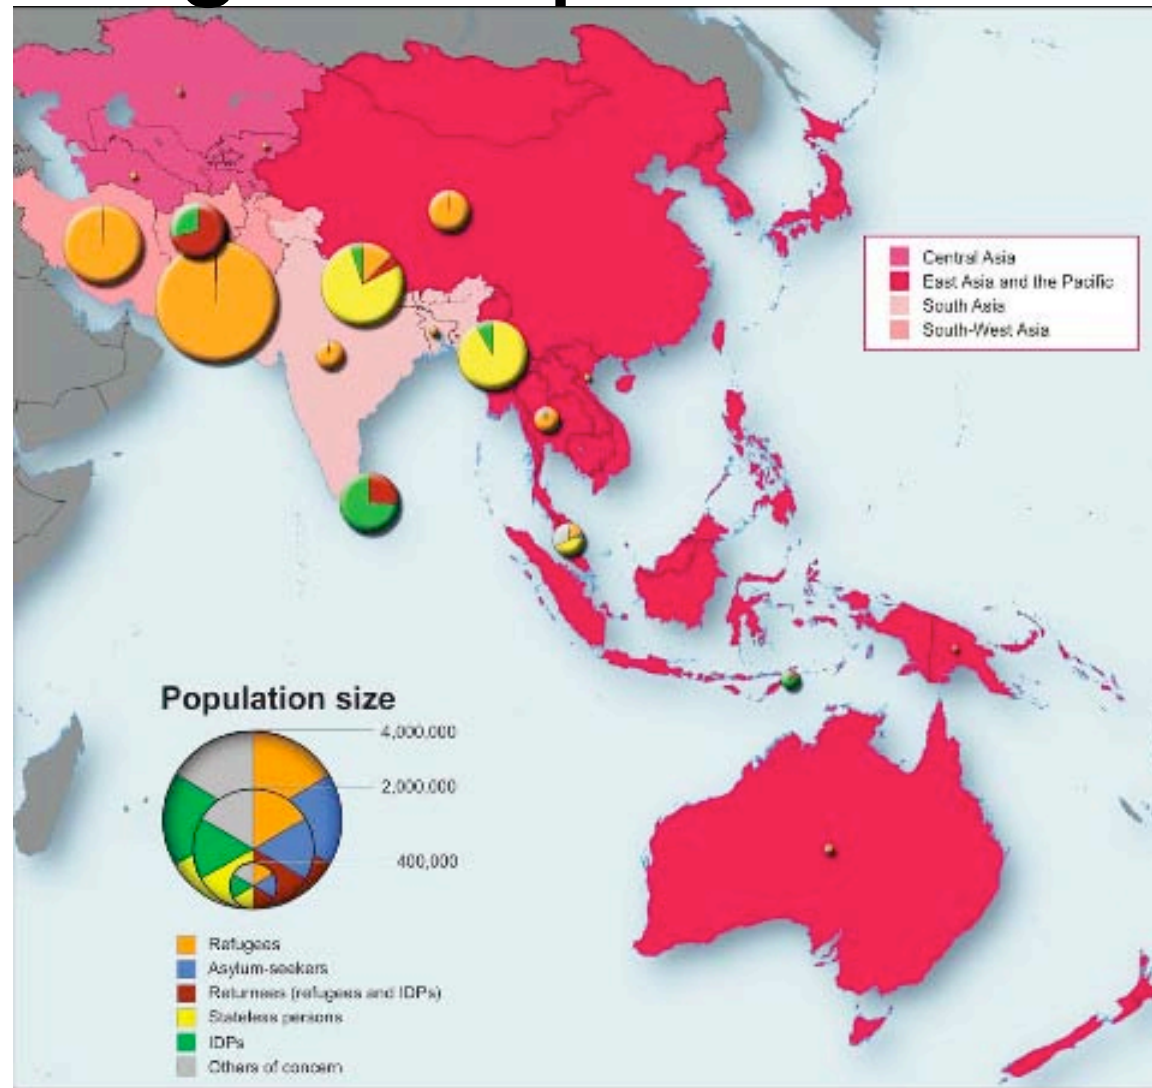 Central Asia
East Asia and the Pacific
South Asia
South-West Asia
Population size
4,000,000
2,000,000
400,000
Refugees
Asylum-seekers
Returnees (refugees and IDPs)
Stateless persons
IDPs
Others of concern